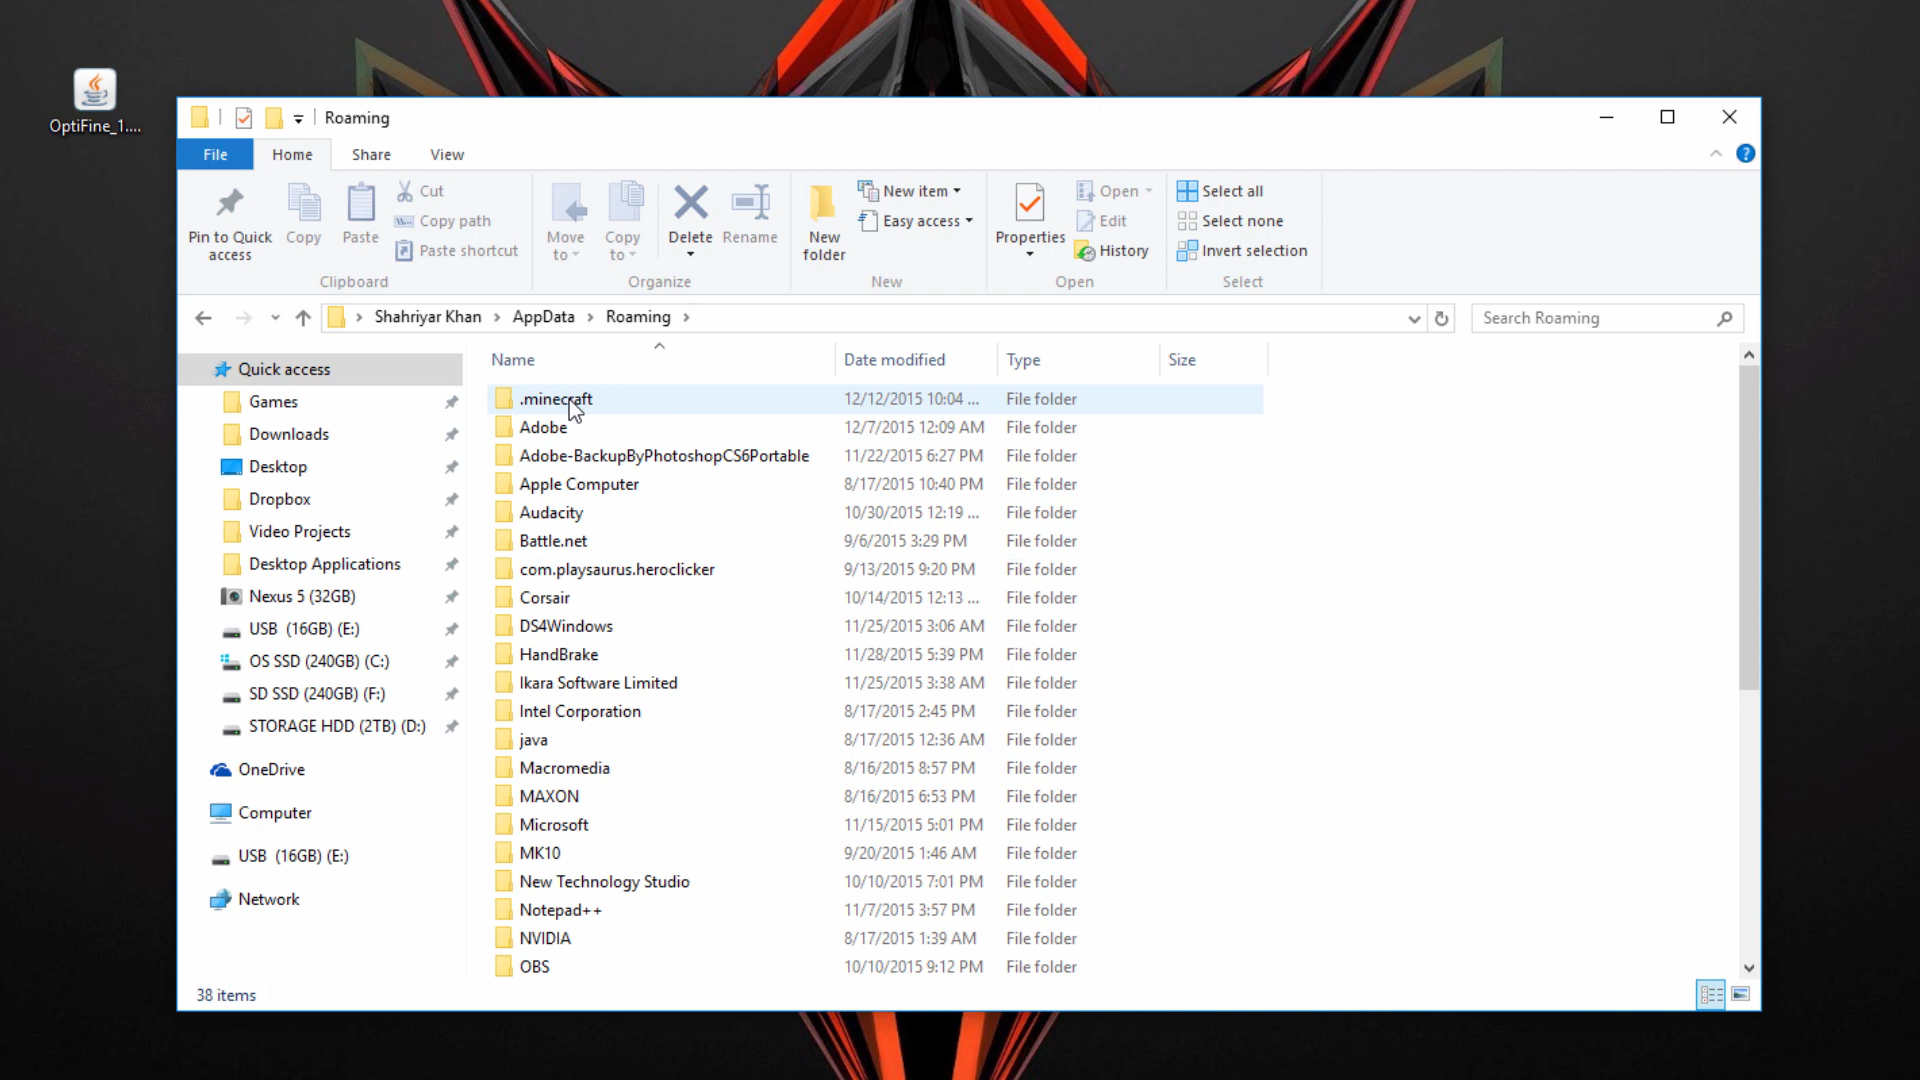 OptiFine_1....
Roaming
File
Home
Share
View
Pin to Quick access
Copy
Paste
Cut
Copy path
Paste shortcut
Clipboard
Move to
Copy to
Delete
Rename
Organize
New folder
New item
Easy access
New
Properties
Open
Edit
History
Open
Select all
Select none
Invert selection
Select
Shahriyar Khan > AppData > Roaming >
Search Roaming
Quick access
Games
Downloads
Desktop
Dropbox
Video Projects
Desktop Applications
Nexus 5 (32GB)
USB (16GB) (E:)
OS SSD (240GB) (C:)
SD SSD (240GB) (F:)
STORAGE HDD (2TB) (D:)
OneDrive
Computer
USB (16GB) (E:)
Network
Name Date modified Type Size
.minecraft 12/12/2015 10:04 ... File folder
Adobe 12/7/2015 12:09 AM File folder
Adobe-BackupByPhotoshopCS6Portable 11/22/2015 6:27 PM File folder
Apple Computer 8/17/2015 10:40 PM File folder
Audacity 10/30/2015 12:19 ... File folder
Battle.net 9/6/2015 3:29 PM File folder
com.playsaurus.heroclicker 9/13/2015 9:20 PM File folder
Corsair 10/14/2015 12:13 ... File folder
DS4Windows 11/25/2015 3:06 AM File folder
HandBrake 11/28/2015 5:39 PM File folder
Ikara Software Limited 11/25/2015 3:38 AM File folder
Intel Corporation 8/17/2015 2:45 PM File folder
java 8/17/2015 12:36 AM File folder
Macromedia 8/16/2015 8:57 PM File folder
MAXON 8/16/2015 6:53 PM File folder
Microsoft 11/15/2015 5:01 PM File folder
MK10 9/20/2015 1:46 AM File folder
New Technology Studio 10/10/2015 7:01 PM File folder
Notepad++ 11/7/2015 3:57 PM File folder
NVIDIA 8/17/2015 1:39 AM File folder
OBS 10/10/2015 9:12 PM File folder
38 items